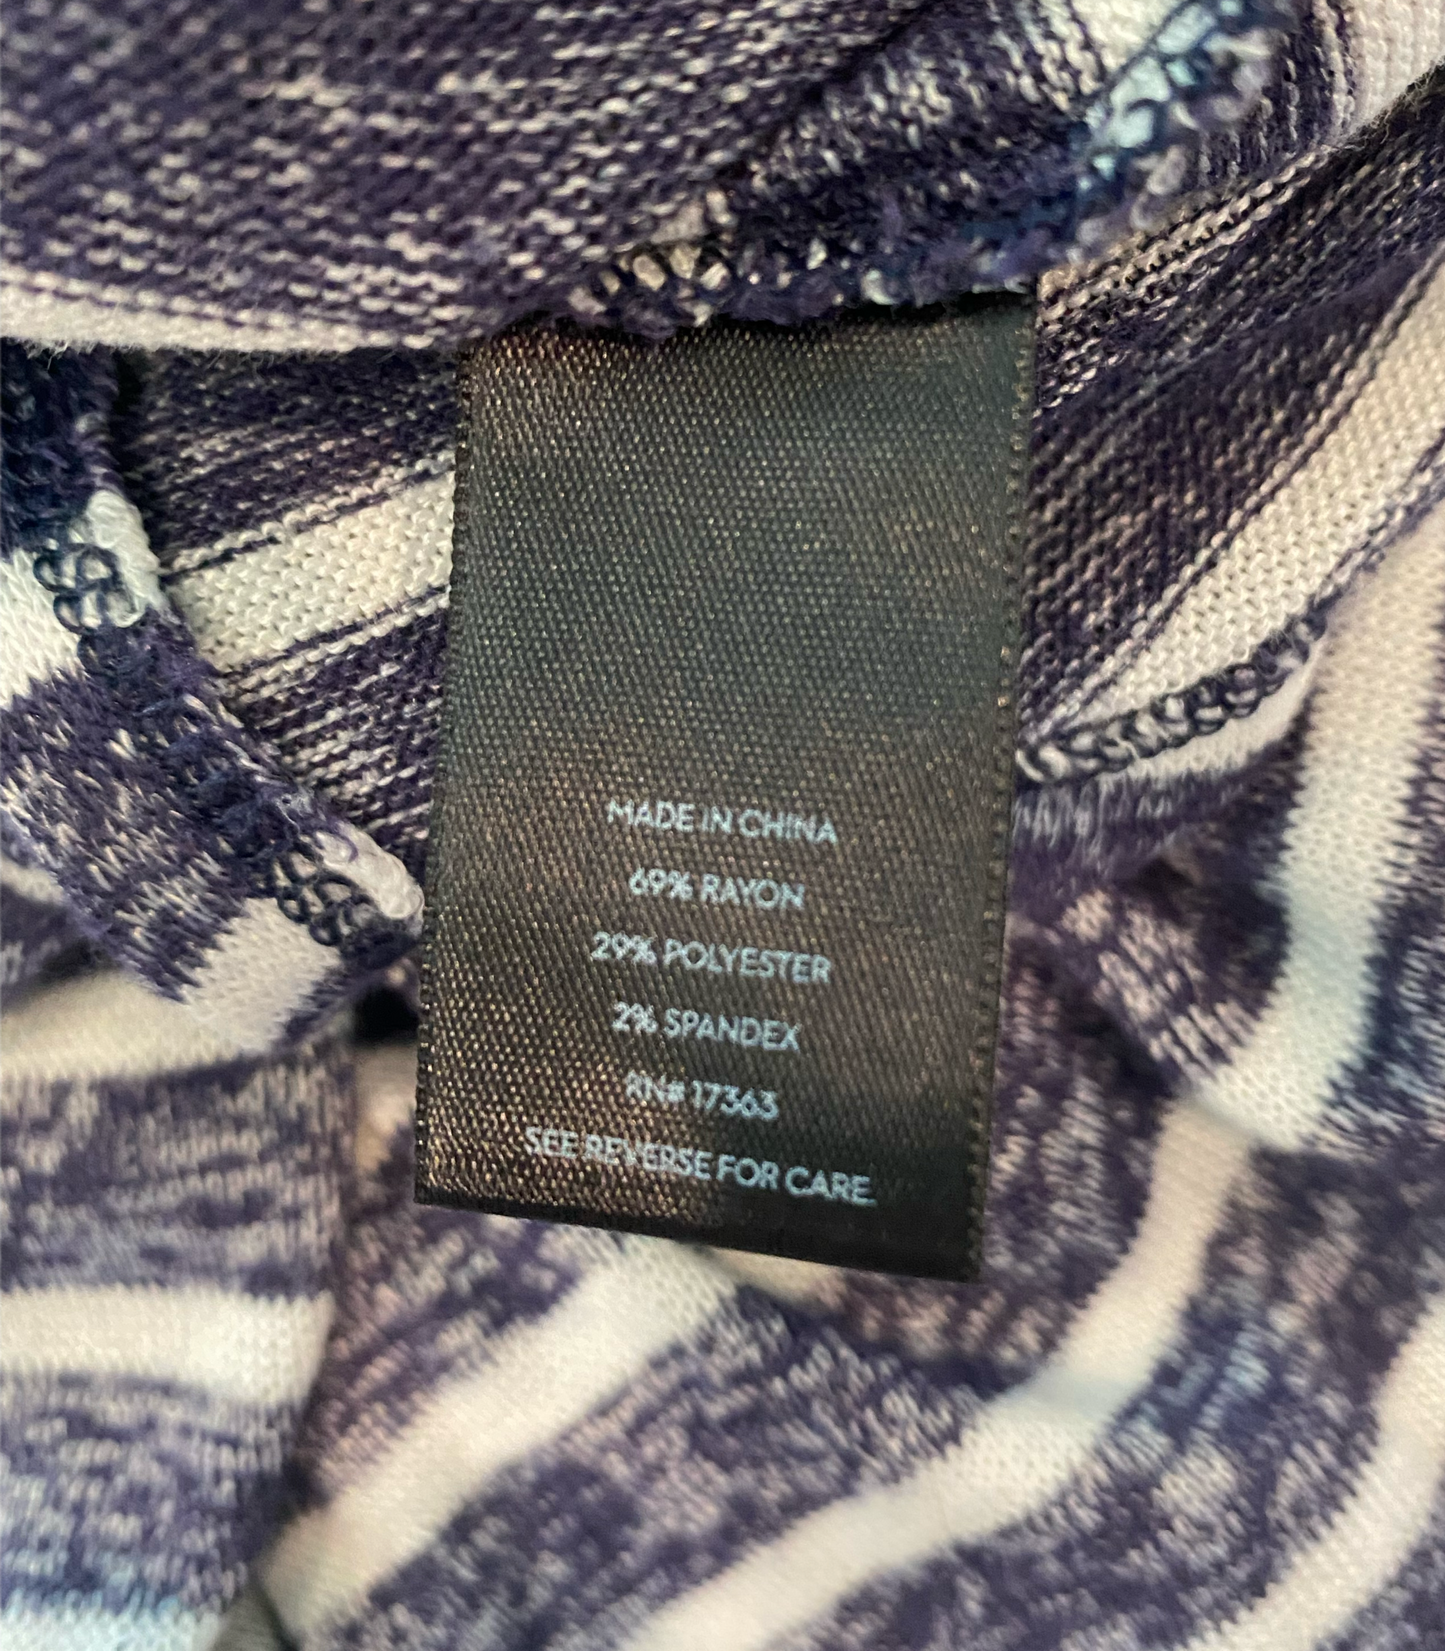 MADE IN CHINA
69% RAYON
29% POLYESTER
2% SPANDEX
RN# 17363
SEE REVERSE FOR CARE.